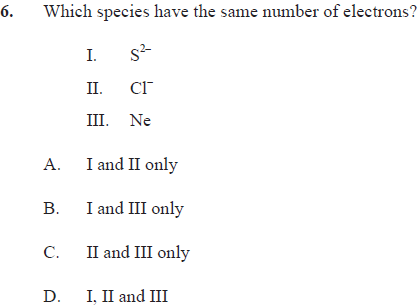 6. Which species have the same number of electrons?
I. S²⁻
II. Cl⁻
III. Ne
A. I and II only
B. I and III only
C. II and III only
D. I, II and III